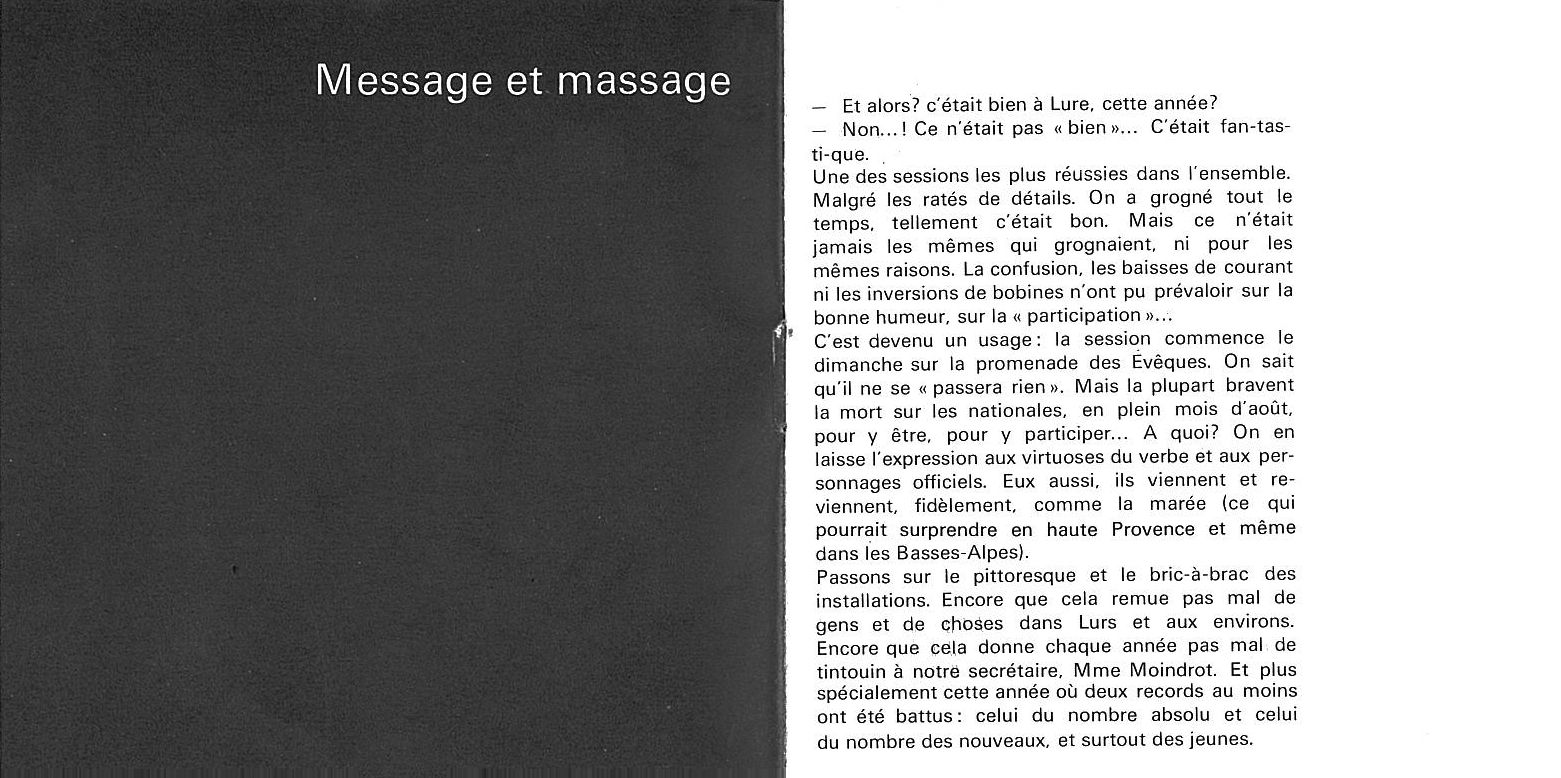 Message et massage
— Et alors? c'était bien à Lure, cette année?
— Non...! Ce n'était pas « bien »... C'était fan-tas-
ti-que.
Une des sessions les plus réussies dans l'ensemble.
Malgré les ratés de détails. On a grogné tout le
temps, tellement c'était bon. Mais ce n'était
jamais les mêmes qui grognaient, ni pour les
mêmes raisons. La confusion, les baisses de courant
ni les inversions de bobines n'ont pu prévaloir sur la
bonne humeur, sur la « participation »...
C'est devenu un usage: la session commence le
dimanche sur la promenade des Évêques. On sait
qu'il ne se « passera rien ». Mais la plupart bravent
la mort sur les nationales, en plein mois d'août,
pour y être, pour y participer... A quoi? On en
laisse l'expression aux virtuoses du verbe et aux per-
sonnages officiels. Eux aussi, ils viennent et re-
viennent, fidèlement, comme la marée (ce qui
pourrait surprendre en haute Provence et même
dans les Basses-Alpes).
Passons sur le pittoresque et le bric-à-brac des
installations. Encore que cela remue pas mal de
gens et de choses dans Lurs et aux environs.
Encore que cela donne chaque année pas mal de
tintouin à notre secrétaire, Mme Moindrot. Et plus
spécialement cette année où deux records au moins
ont été battus: celui du nombre absolu et celui
du nombre des nouveaux, et surtout des jeunes.